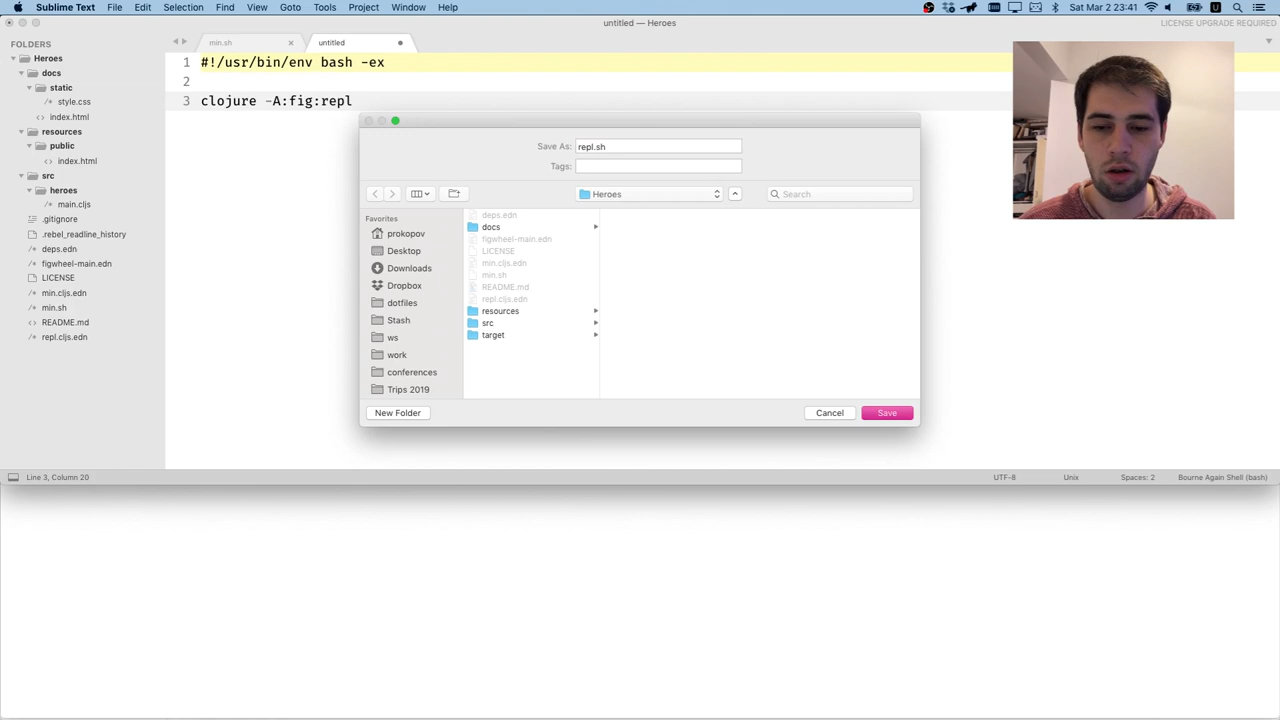 Sublime Text File Edit Selection Find View Goto Tools Project Window Help
Sat Mar 2 23:41
untitled — Heroes
LICENSE UPGRADE REQUIRED
FOLDERS
Heroes
docs
static
style.css
index.html
resources
public
index.html
src
heroes
main.cljs
.gitignore
.rebel_readline_history
deps.edn
figwheel-main.edn
LICENSE
min.cljs.edn
min.sh
README.md
repl.cljs.edn
min.sh
untitled
1 #!/usr/bin/env bash -ex
2
3 clojure -A:fig:repl
Save As: repl.sh
Tags:
Heroes
Search
Favorites
prokopov
Desktop
Downloads
Dropbox
dotfiles
Stash
ws
work
conferences
Trips 2019
deps.edn
docs
figwheel-main.edn
LICENSE
min.cljs.edn
min.sh
README.md
repl.cljs.edn
resources
src
target
New Folder
Cancel
Save
Line 3, Column 20
UTF-8
Unix
Spaces: 2
Bourne Again Shell (bash)